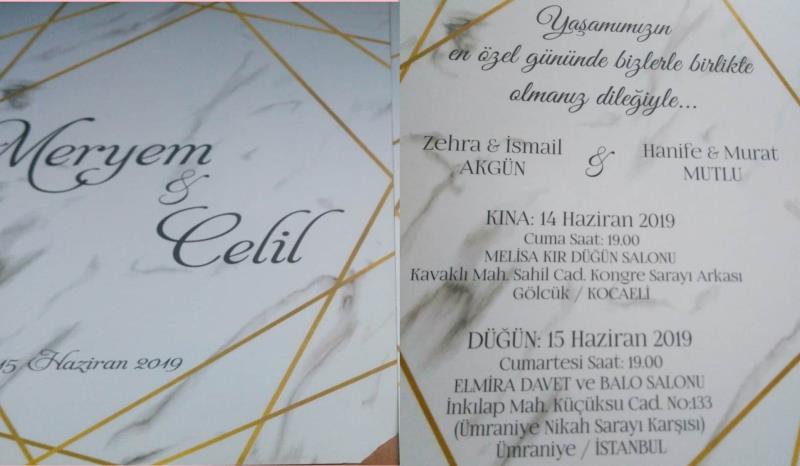 Meryem
&
Celil
15 Haziran 2019
Yaşamımızın
en özel gününde bizlerle birlikte
olmanız dileğiyle...
Zehra & İsmail
AKGÜN
&
Hanife & Murat
MUTLU
KINA: 14 Haziran 2019
Cuma Saat: 19.00
MELİSA KIR DÜĞÜN SALONU
Kavaklı Mah. Sahil Cad. Kongre Sarayı Arkası
Gölcük / KOCAELİ
DÜĞÜN: 15 Haziran 2019
Cumartesi Saat: 19.00
ELMİRA DAVET ve BALO SALONU
İnkılap Mah. Küçüksu Cad. No:133
(Ümraniye Nikah Sarayı Karşısı)
Ümraniye / İSTANBUL